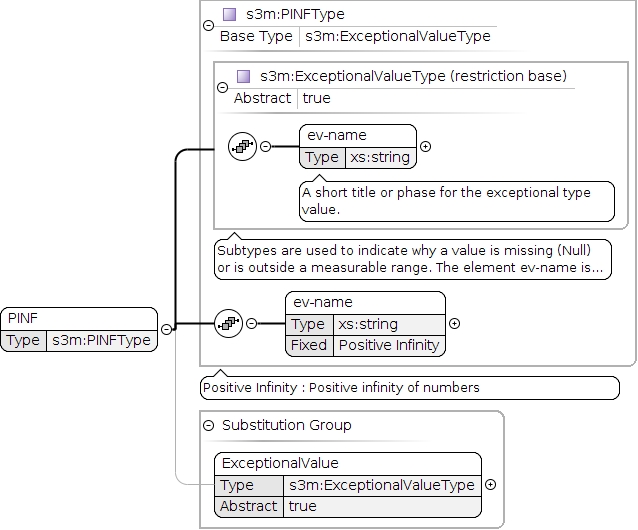 s3m:PINFType
Base Type s3m:ExceptionalValueType
s3m:ExceptionalValueType (restriction base)
Abstract true
ev-name
Type xs:string
A short title or phase for the exceptional type
value.
Subtypes are used to indicate why a value is missing (Null)
or is outside a measurable range. The element ev-name is...
PINF
Type s3m:PINFType
ev-name
Type xs:string
Fixed Positive Infinity
Positive Infinity : Positive infinity of numbers
Substitution Group
ExceptionalValue
Type s3m:ExceptionalValueType
Abstract true